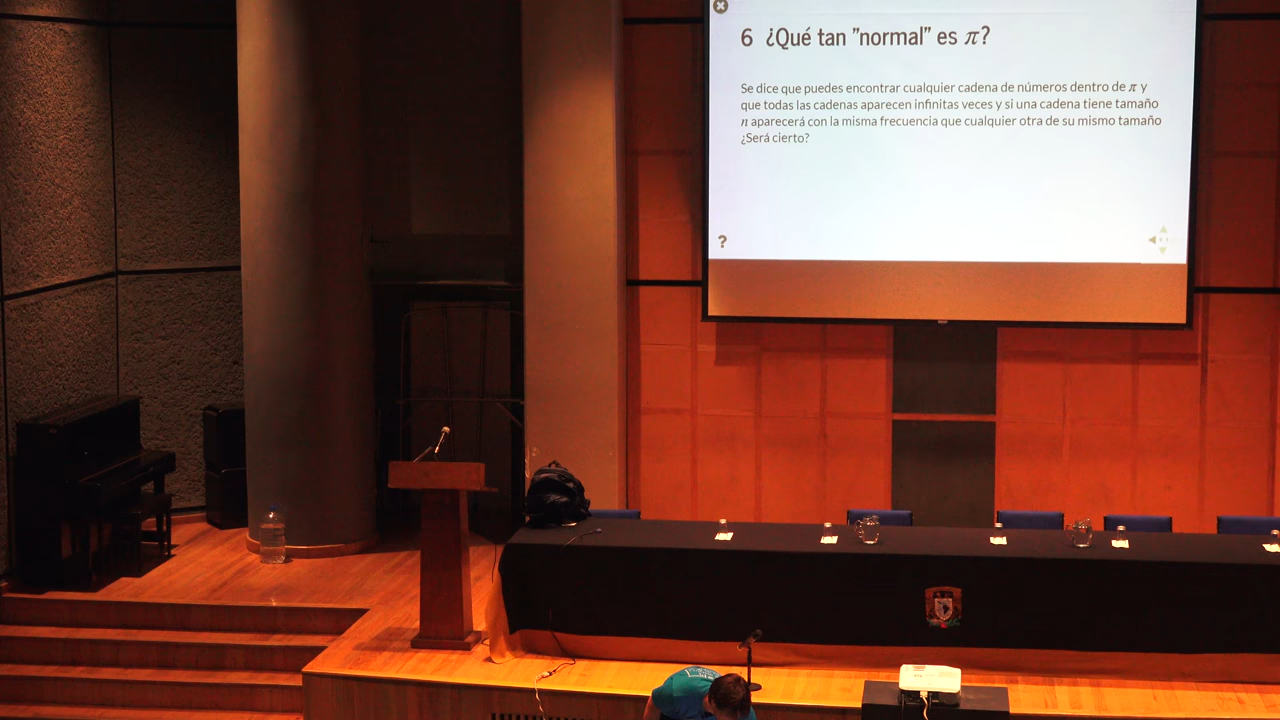 6 ¿Qué tan "normal" es π?
Se dice que puedes encontrar cualquier cadena de números dentro de π y
que todas las cadenas aparecen infinitas veces y si una cadena tiene tamaño
n aparecerá con la misma frecuencia que cualquier otra de su mismo tamaño
¿Será cierto?
?